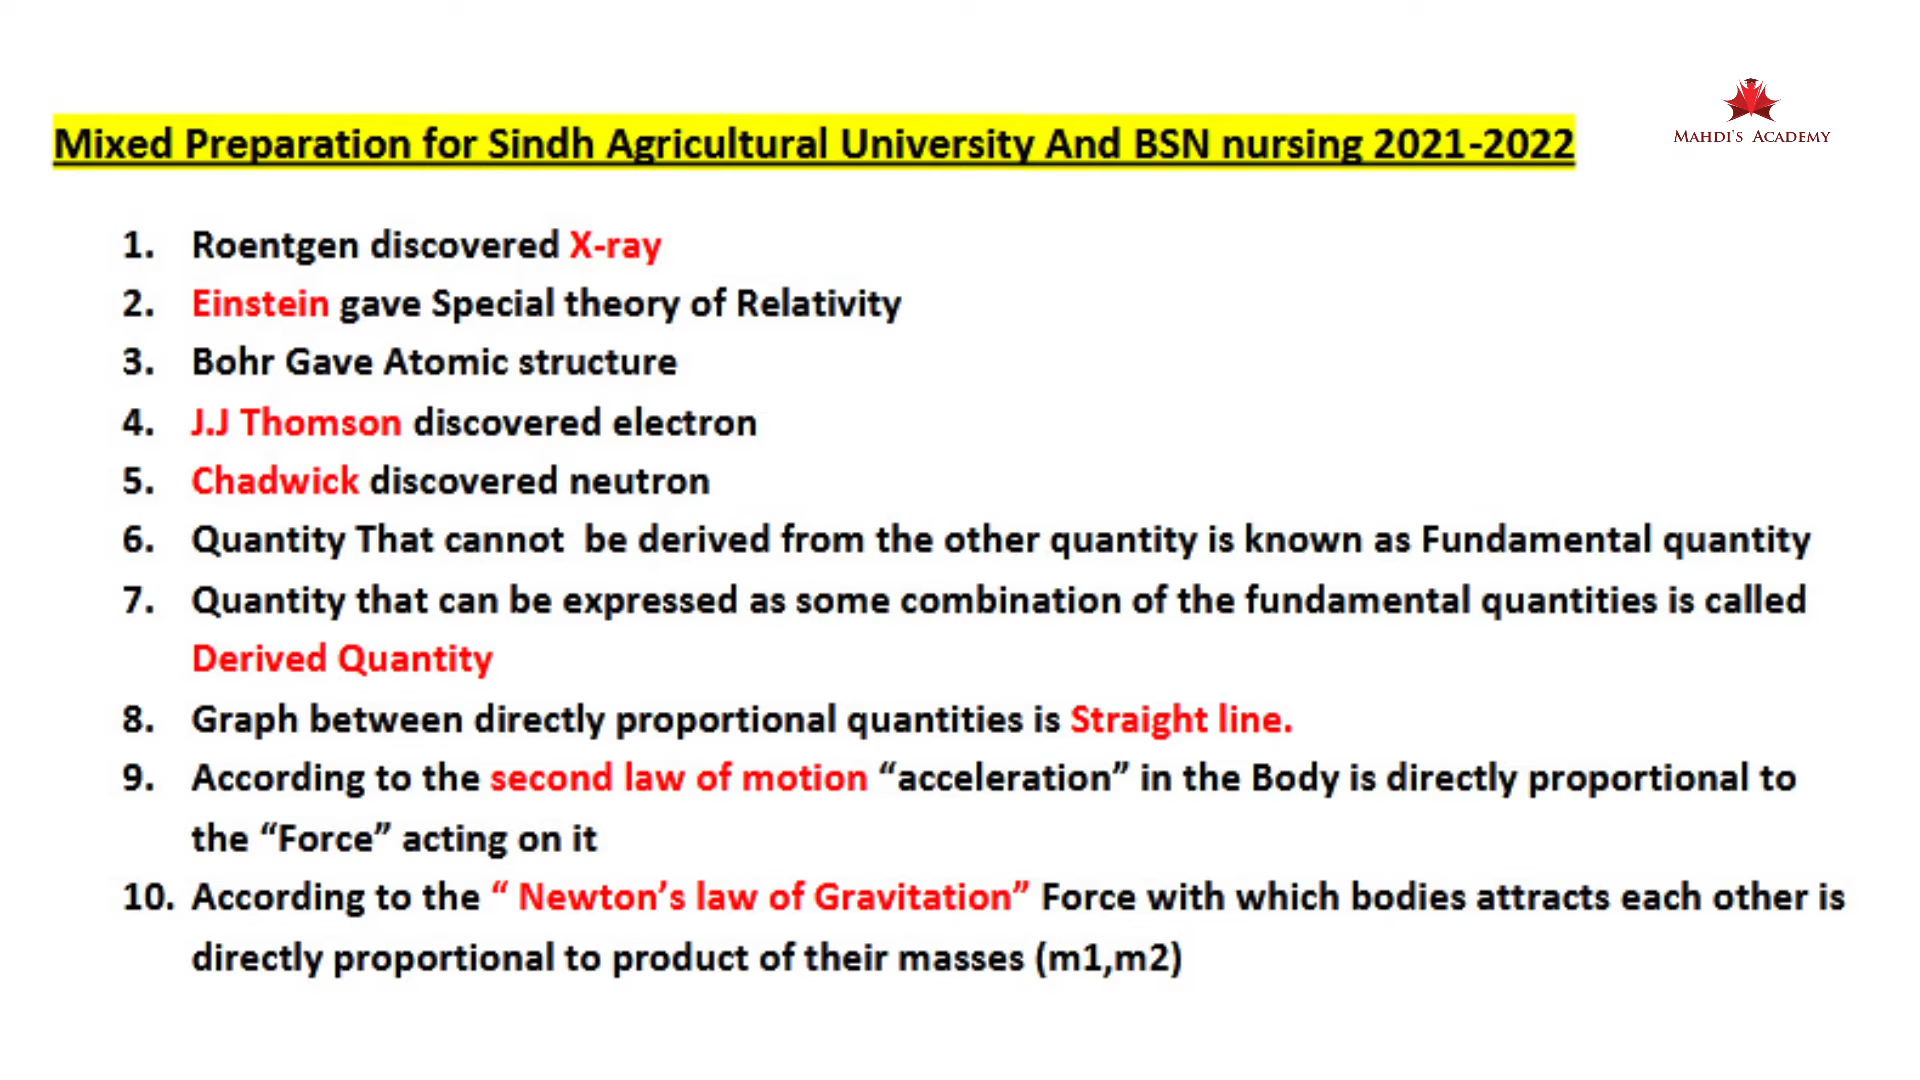 MAHDI'S ACADEMY
Mixed Preparation for Sindh Agricultural University And BSN nursing 2021-2022
1. Roentgen discovered X-ray
2. Einstein gave Special theory of Relativity
3. Bohr Gave Atomic structure
4. J.J Thomson discovered electron
5. Chadwick discovered neutron
6. Quantity That cannot  be derived from the other quantity is known as Fundamental quantity
7. Quantity that can be expressed as some combination of the fundamental quantities is called
Derived Quantity
8. Graph between directly proportional quantities is Straight line.
9. According to the second law of motion “acceleration” in the Body is directly proportional to
the “Force” acting on it
10. According to the “ Newton’s law of Gravitation” Force with which bodies attracts each other is
directly proportional to product of their masses (m1,m2)